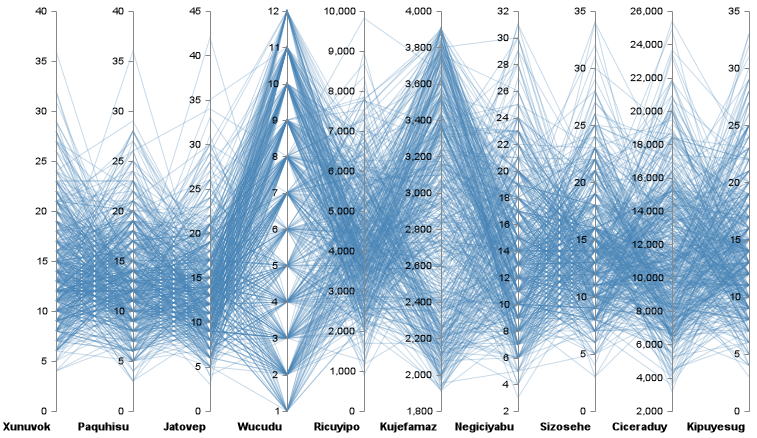 40 40 45 12 10,000 4,000 32 35 26,000 35
35 35 40 11 9,000 3,800 30 30 24,000 30
30 30 35 10 8,000 3,600 28 25 22,000 25
25 25 30 9 7,000 3,400 26 20 20,000 20
20 20 25 8 6,000 3,200 24 15 18,000 15
15 15 20 7 5,000 3,000 22 10 16,000 10
10 10 15 6 4,000 2,800 20 5 14,000 5
5 5 10 5 3,000 2,600 18 0 12,000 0
0 0 5 4 2,000 2,400 16 10,000
0 3 1,000 2,200 14 8,000
2 0 2,000 12 6,000
1 1,800 10 4,000
8 2,000
6
4
2
Xunuvok Paquhisu Jatovep Wucudu Ricuyipo Kujefamaz Negiciyabu Sizosehe Ciceraduy Kipuyesug